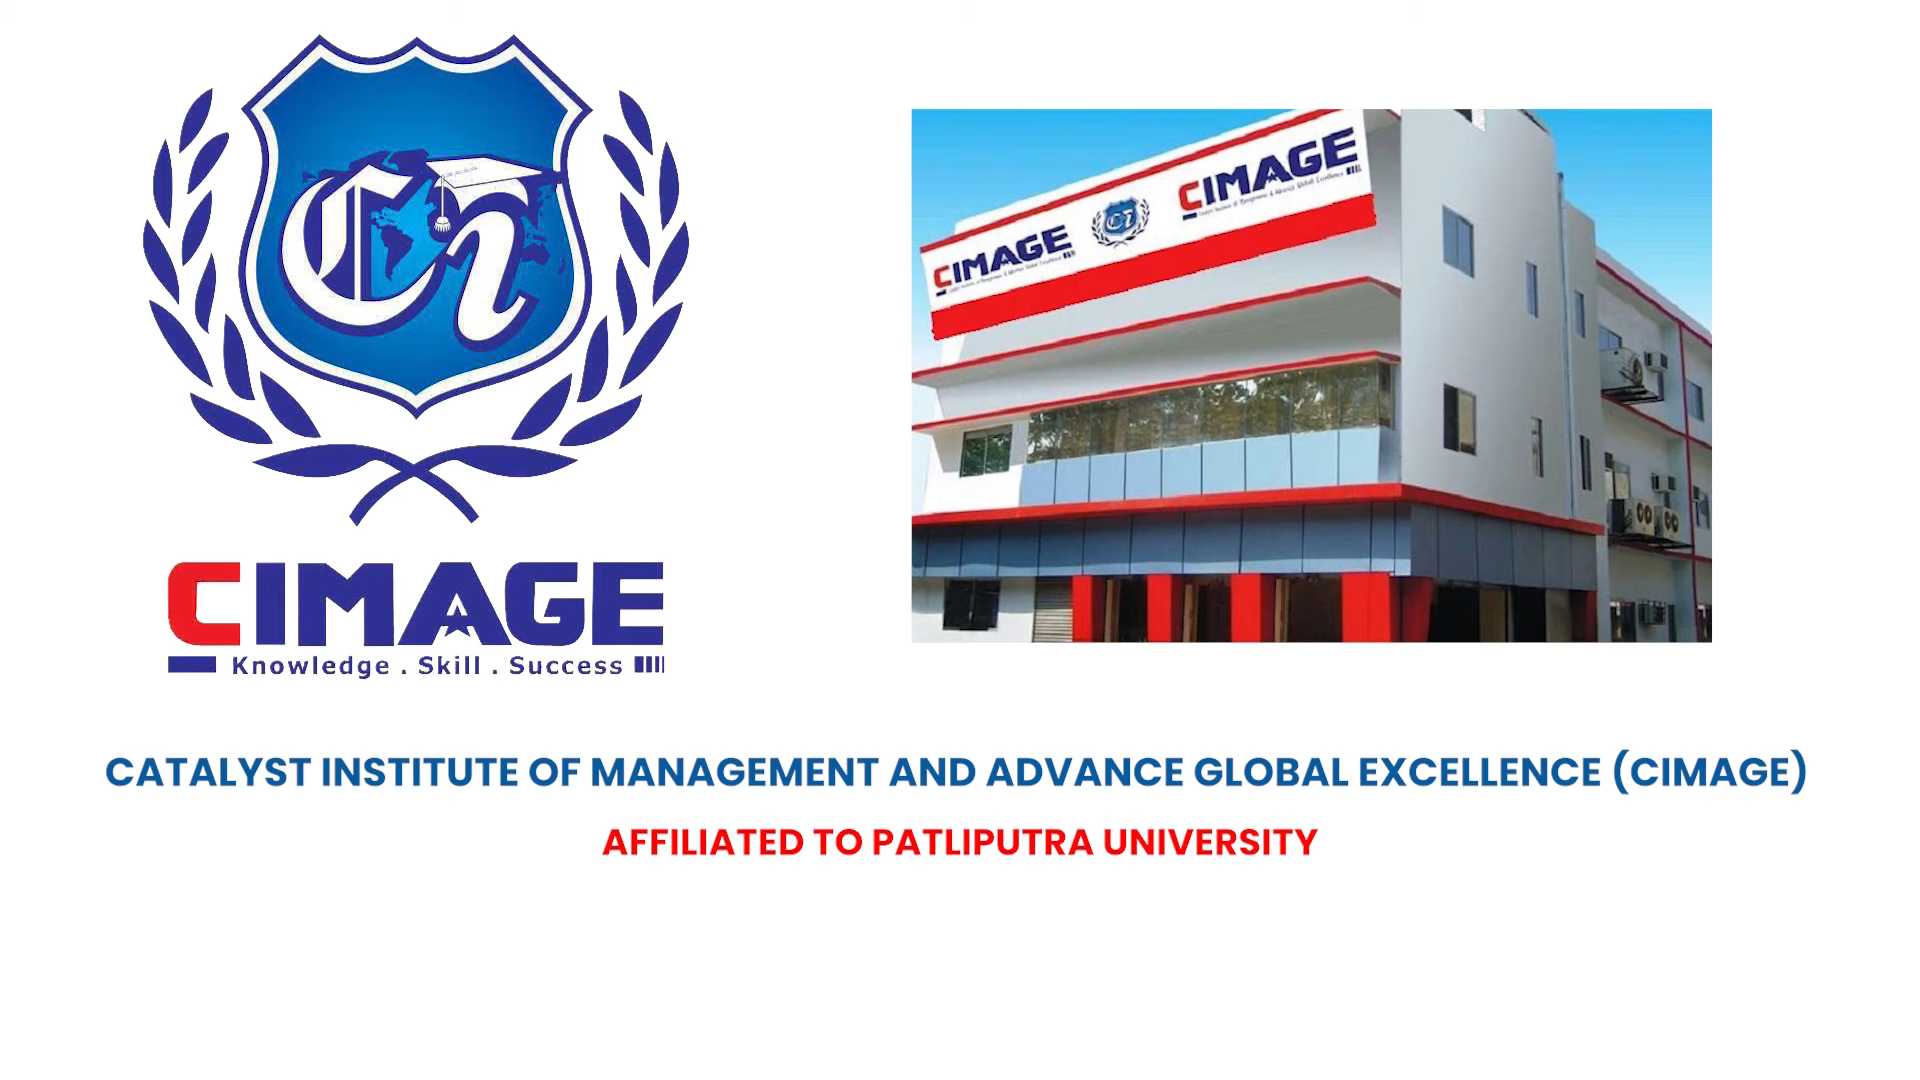 CIMAGE
Knowledge . Skill . Success
CIMAGE
CIMAGE
CATALYST INSTITUTE OF MANAGEMENT AND ADVANCE GLOBAL EXCELLENCE (CIMAGE)
AFFILIATED TO PATLIPUTRA UNIVERSITY